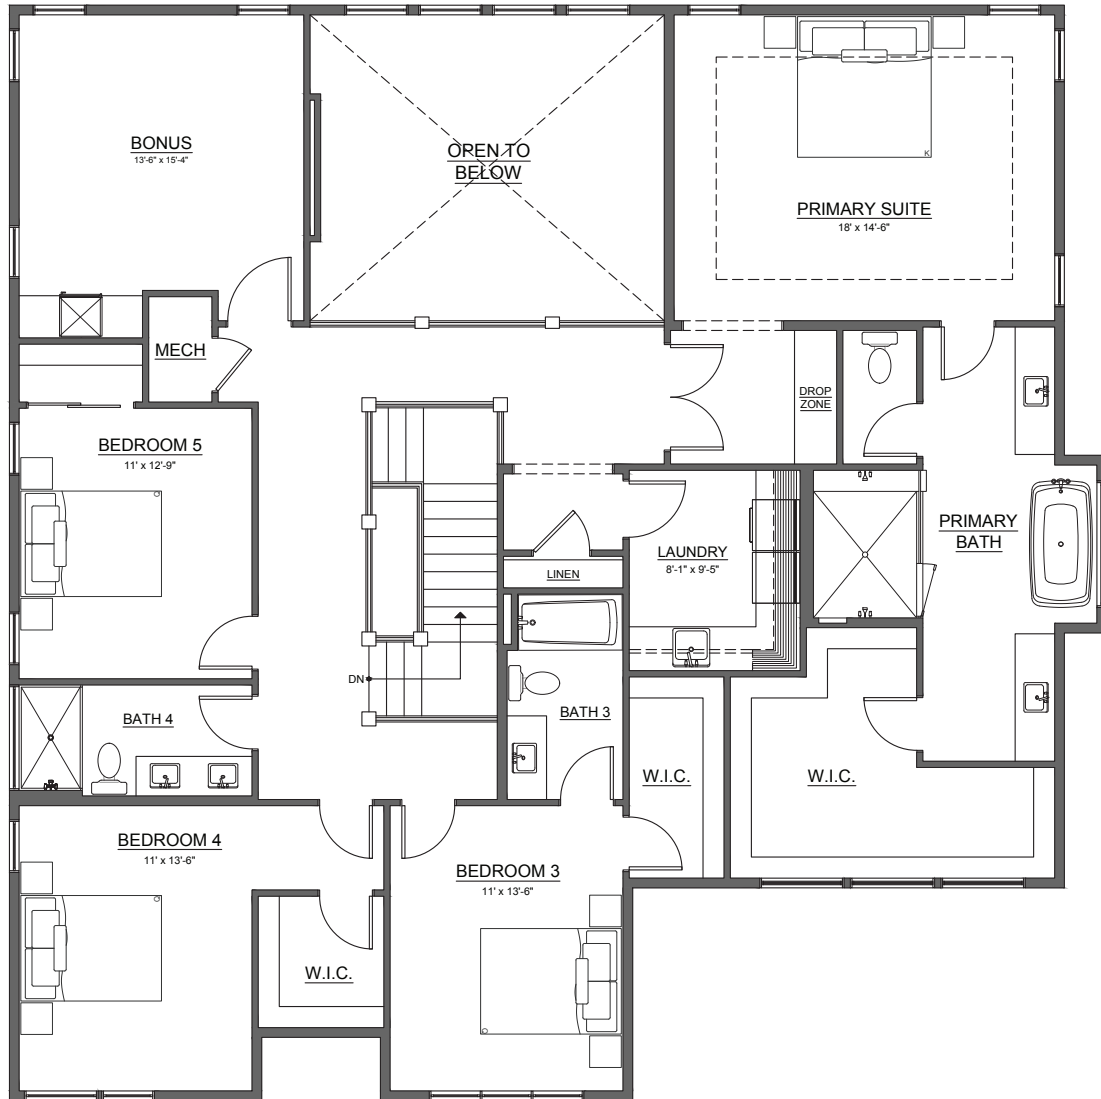 BONUS
13'-6" x 15'-4"
OPEN TO
BELOW
K
PRIMARY SUITE
18' x 14'-6"
MECH
DROP
ZONE
BEDROOM 5
11' x 12'-9"
Q
PRIMARY
BATH
LAUNDRY
8'-1" x 9'-5"
LINEN
DN
BATH 4
BATH 3
W.I.C.
W.I.C.
BEDROOM 4
11' x 13'-6"
Q
BEDROOM 3
11' x 13'-6"
W.I.C.
Q